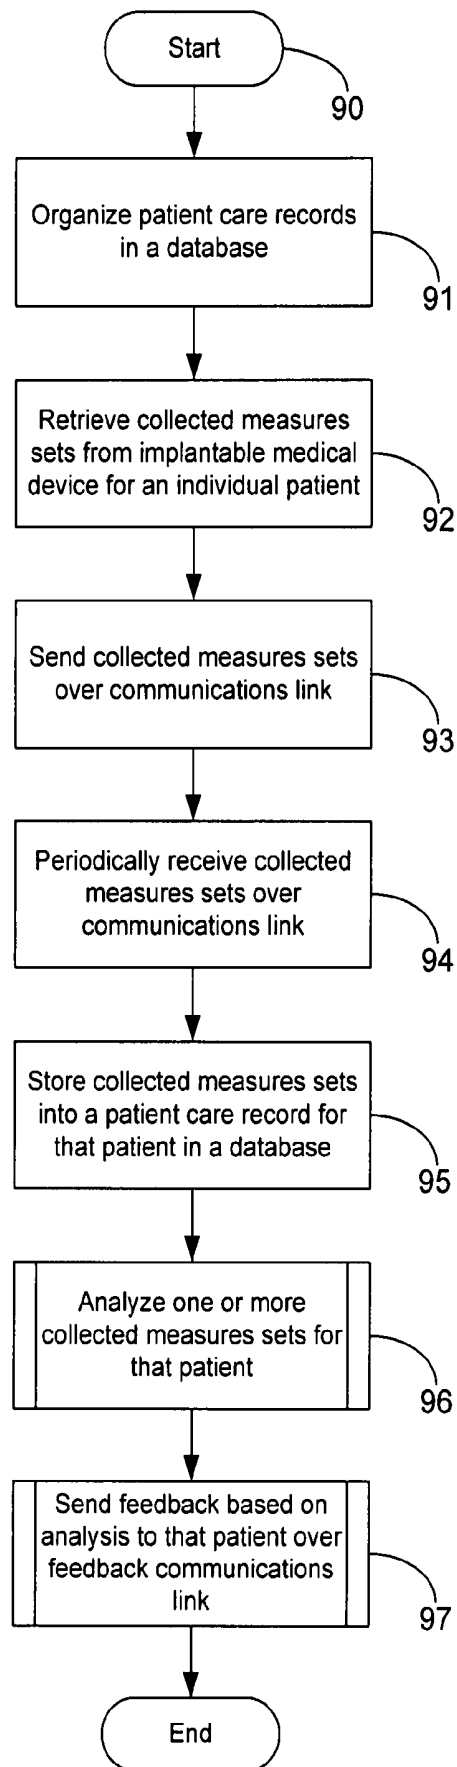 Start
90
Organize patient care records
in a database
91
Retrieve collected measures
sets from implantable medical
device for an individual patient
92
Send collected measures sets
over communications link
93
Periodically receive collected
measures sets over
communications link
94
Store collected measures sets
into a patient care record for
that patient in a database
95
Analyze one or more
collected measures sets for
that patient
96
Send feedback based on
analysis to that patient over
feedback communications
link
97
End